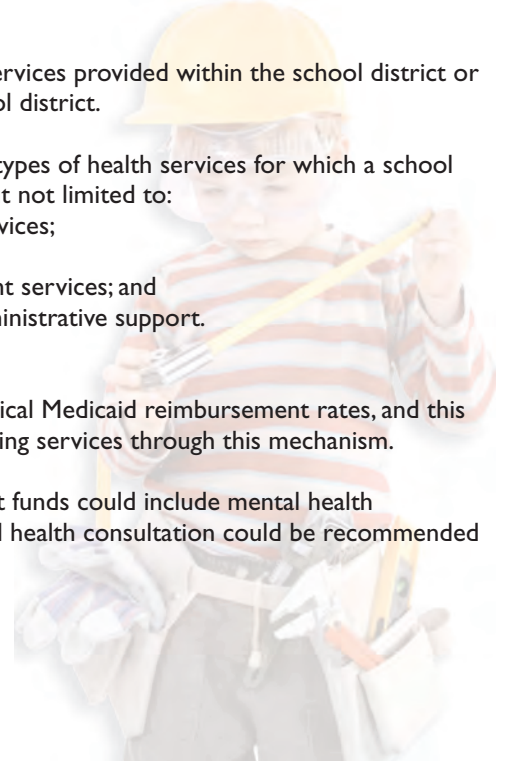 ervices provided within the school district or
ol district.
types of health services for which a school
t not limited to:
vices;
nt services; and
ministrative support.
ical Medicaid reimbursement rates, and this
ing services through this mechanism.
t funds could include mental health
l health consultation could be recommended